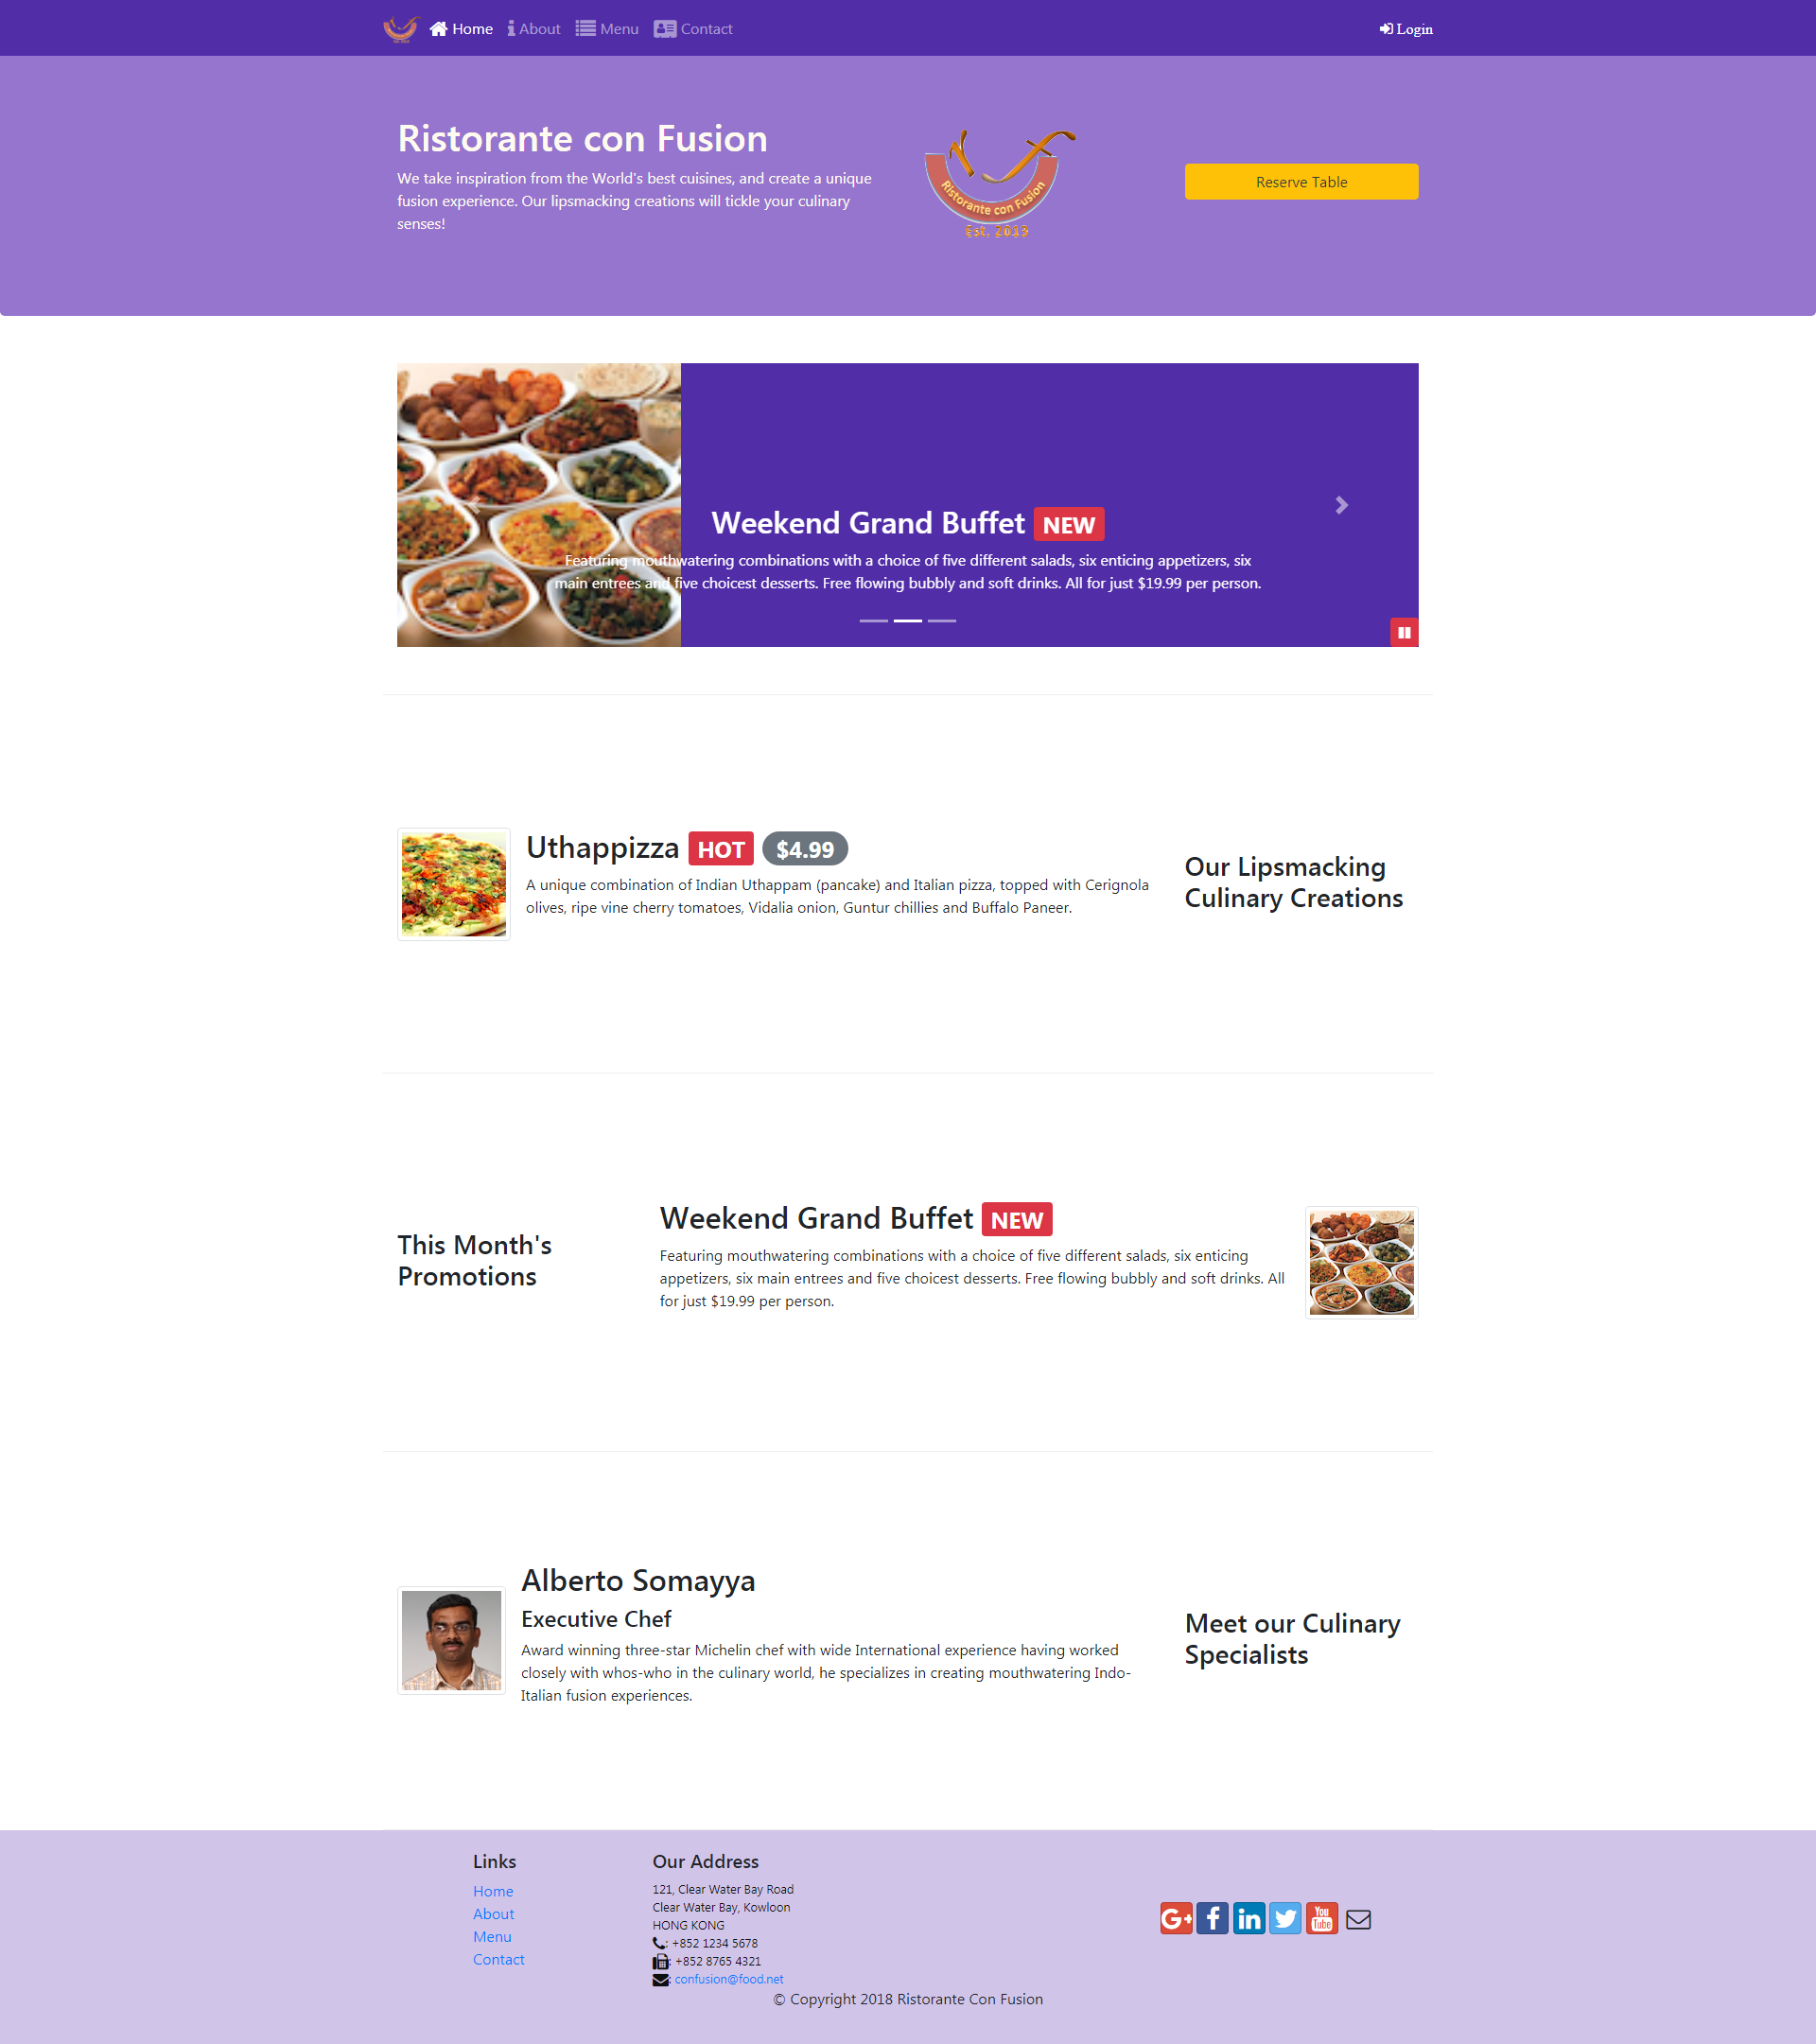 Home
About
Menu
Contact
Login
Ristorante con Fusion
We take inspiration from the World's best cuisines, and create a unique
fusion experience. Our lipsmacking creations will tickle your culinary
senses!
Ristorante con Fusion
Est. 2013
Reserve Table
Weekend Grand Buffet NEW
Featuring mouthwatering combinations with a choice of five different salads, six enticing appetizers, six
main entrees and five choicest desserts. Free flowing bubbly and soft drinks. All for just $19.99 per person.
Uthappizza HOT $4.99
A unique combination of Indian Uthappam (pancake) and Italian pizza, topped with Cerignola
olives, ripe vine cherry tomatoes, Vidalia onion, Guntur chillies and Buffalo Paneer.
Our Lipsmacking
Culinary Creations
This Month's
Promotions
Weekend Grand Buffet NEW
Featuring mouthwatering combinations with a choice of five different salads, six enticing
appetizers, six main entrees and five choicest desserts. Free flowing bubbly and soft drinks. All
for just $19.99 per person.
Alberto Somayya
Executive Chef
Award winning three-star Michelin chef with wide International experience having worked
closely with whos-who in the culinary world, he specializes in creating mouthwatering Indo-
Italian fusion experiences.
Meet our Culinary
Specialists
Links
Home
About
Menu
Contact
Our Address
121, Clear Water Bay Road
Clear Water Bay, Kowloon
HONG KONG
: +852 1234 5678
: +852 8765 4321
: confusion@food.net
G+
f
in
You
Tube
© Copyright 2018 Ristorante Con Fusion